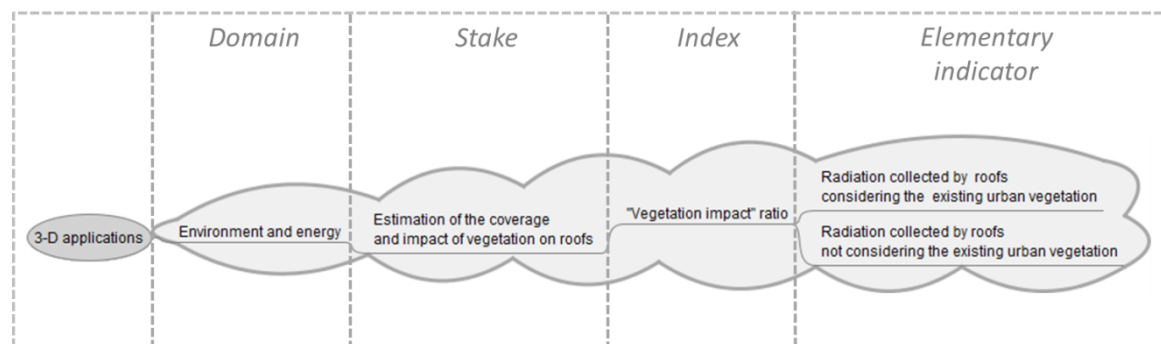 Domain
Stake
Index
Elementary
indicator
3-D applications
Environment and energy
Estimation of the coverage
and impact of vegetation on roofs
"Vegetation impact" ratio
Radiation collected by roofs
considering the existing urban vegetation
Radiation collected by roofs
not considering the existing urban vegetation